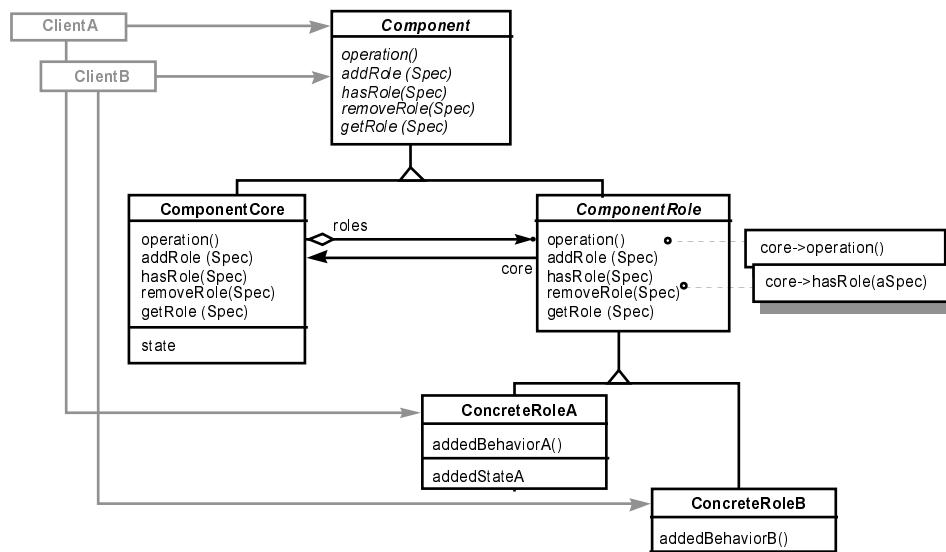 ClientA
ClientB
Component
operation()
addRole (Spec)
hasRole(Spec)
removeRole(Spec)
getRole (Spec)
ComponentCore
operation()
addRole (Spec)
hasRole(Spec)
removeRole(Spec)
getRole (Spec)
state
roles
core
ComponentRole
operation()
addRole (Spec)
hasRole(Spec)
removeRole(Spec)
getRole (Spec)
core->operation()
core->hasRole(aSpec)
ConcreteRoleA
addedBehaviorA()
addedStateA
ConcreteRoleB
addedBehaviorB()